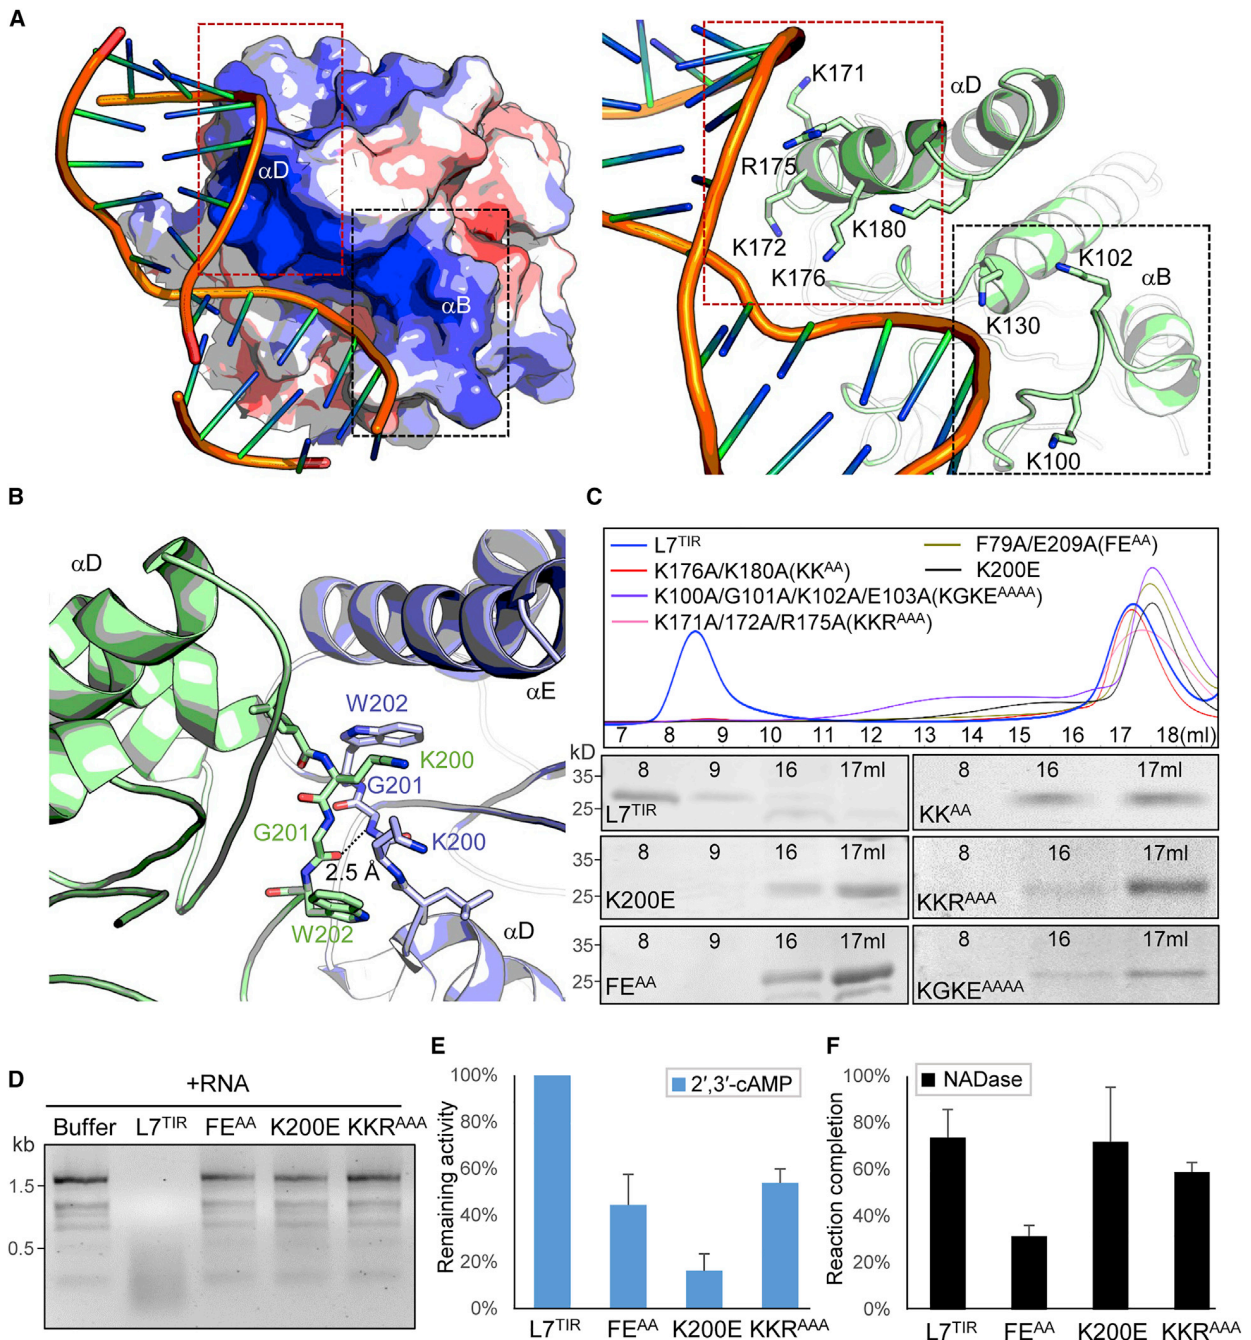 A
αD
αB
K171
αD
R175
K172
K180
K176
K102
αB
K130
K100
B
αD
αE
W202
K200
G201
G201
K200
2.5 Å
W202
αD
C
L7TIR
F79A/E209A(FEAA)
K176A/K180A(KKAA)
K200E
K100A/G101A/K102A/E103A(KGKEAAAA)
K171A/172A/R175A(KKRAAA)
7 8 9 10 11 12 13 14 15 16 17 18(ml)
kD
8 9 16 17ml
35
25
L7TIR
8 16 17ml
KKAA
8 9 16 17ml
35
25
K200E
8 16 17ml
KKRAAA
8 9 16 17ml
35
25
FEAA
8 16 17ml
KGKEAAAA
D
+RNA
Buffer L7TIR FEAA K200E KKRAAA
kb
1.5
0.5
E
Remaining activity
100%
80%
60%
40%
20%
0%
2′,3′-cAMP
L7TIR FEAA K200E KKRAAA
F
Reaction completion
100%
80%
60%
40%
20%
0%
NADase
L7TIR FEAA K200E KKRAAA